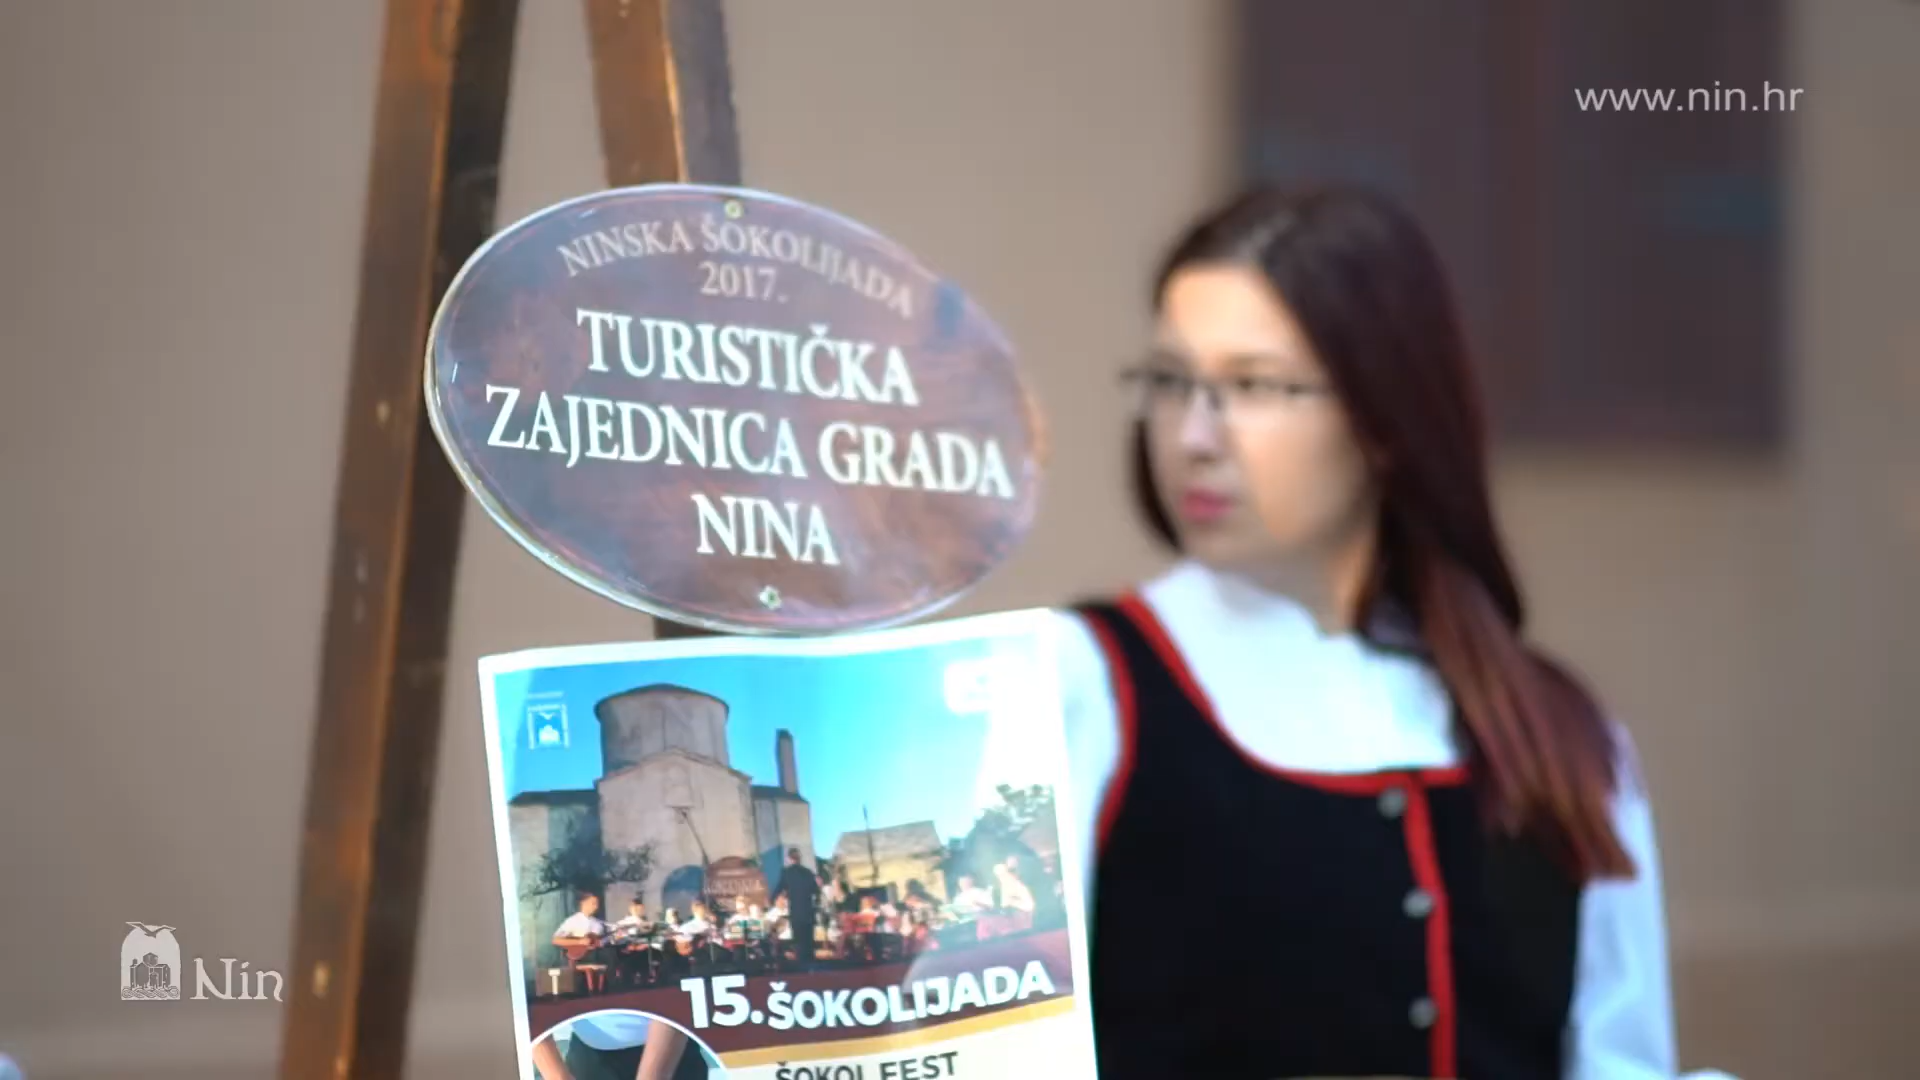 www.nin.hr
NINSKA ŠOKOLIJADA
2017.
TURISTIČKA
ZAJEDNICA GRADA
NINA
15. ŠOKOLIJADA
ŠOKOL FEST
Nin